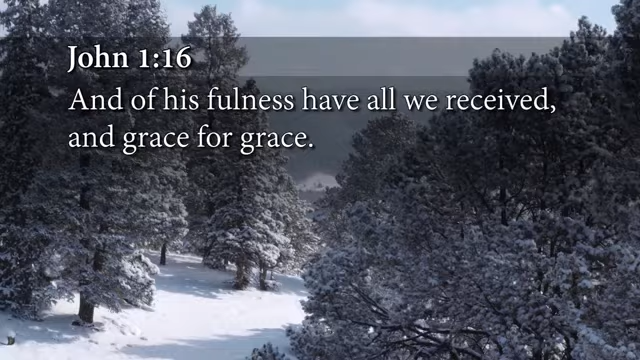 John 1:16
And of his fulness have all we received,
and grace for grace.